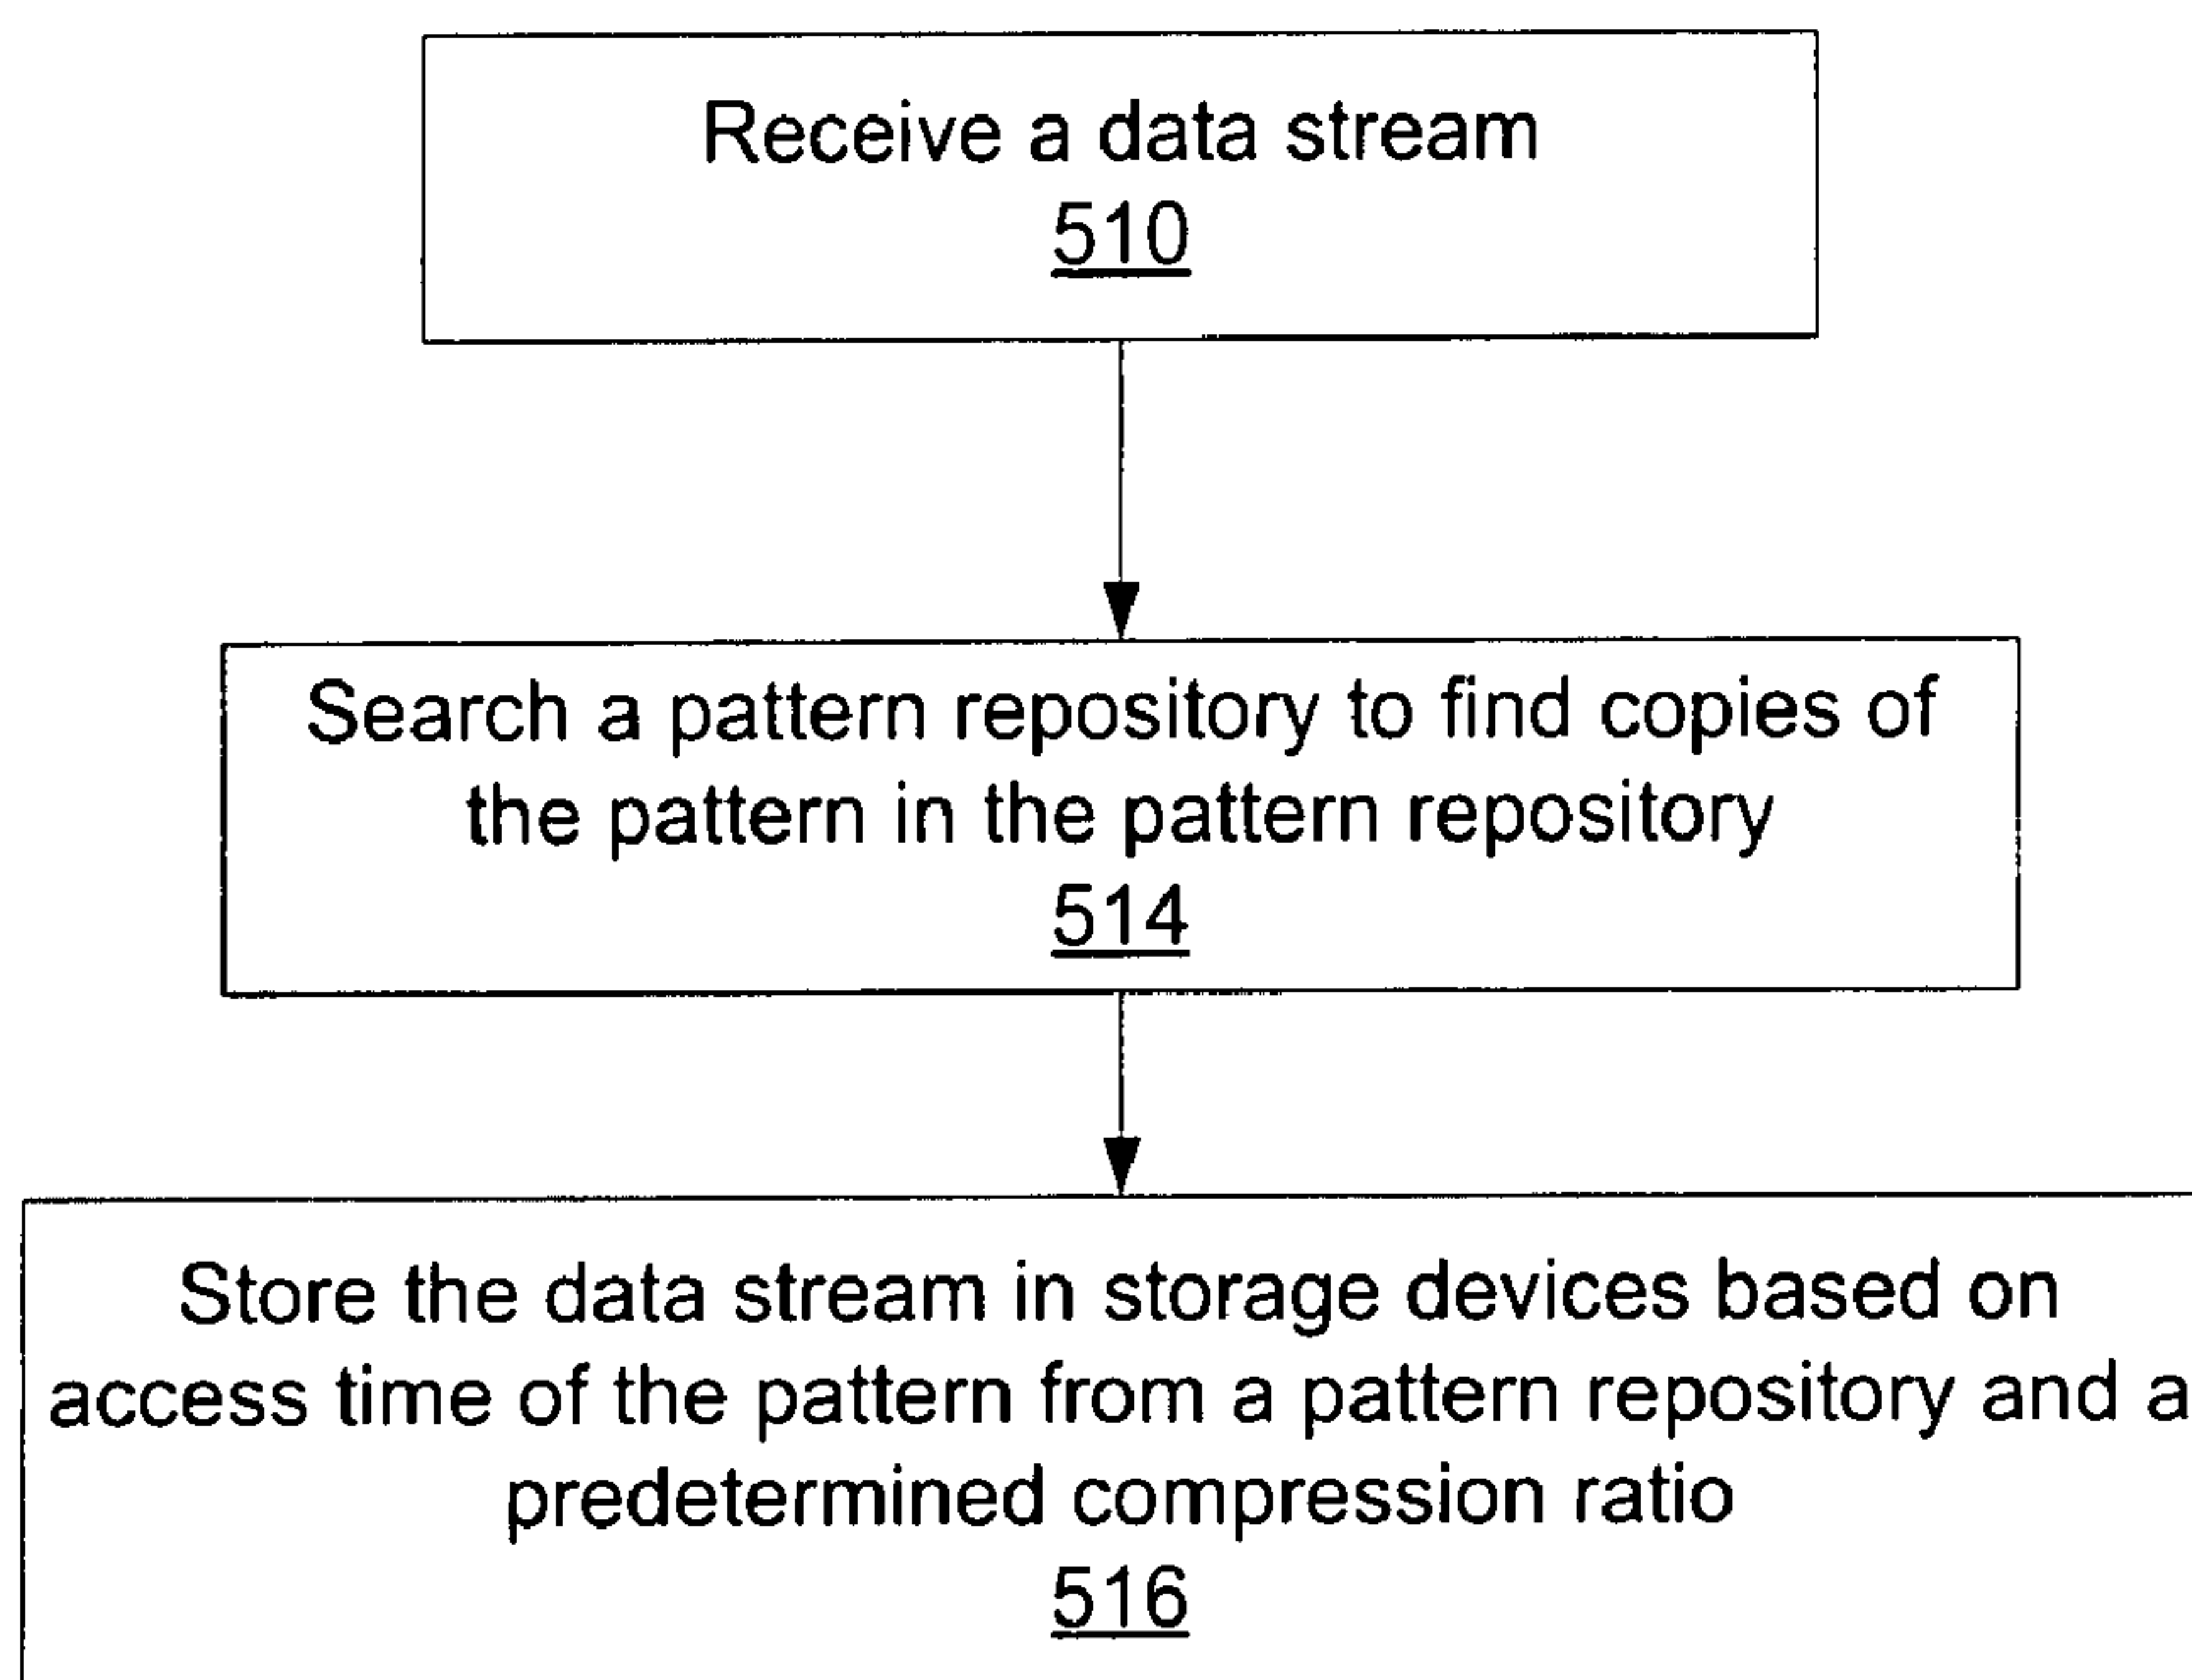 Receive a data stream
510
Search a pattern repository to find copies of
the pattern in the pattern repository
514
Store the data stream in storage devices based on
access time of the pattern from a pattern repository and a
predetermined compression ratio
516